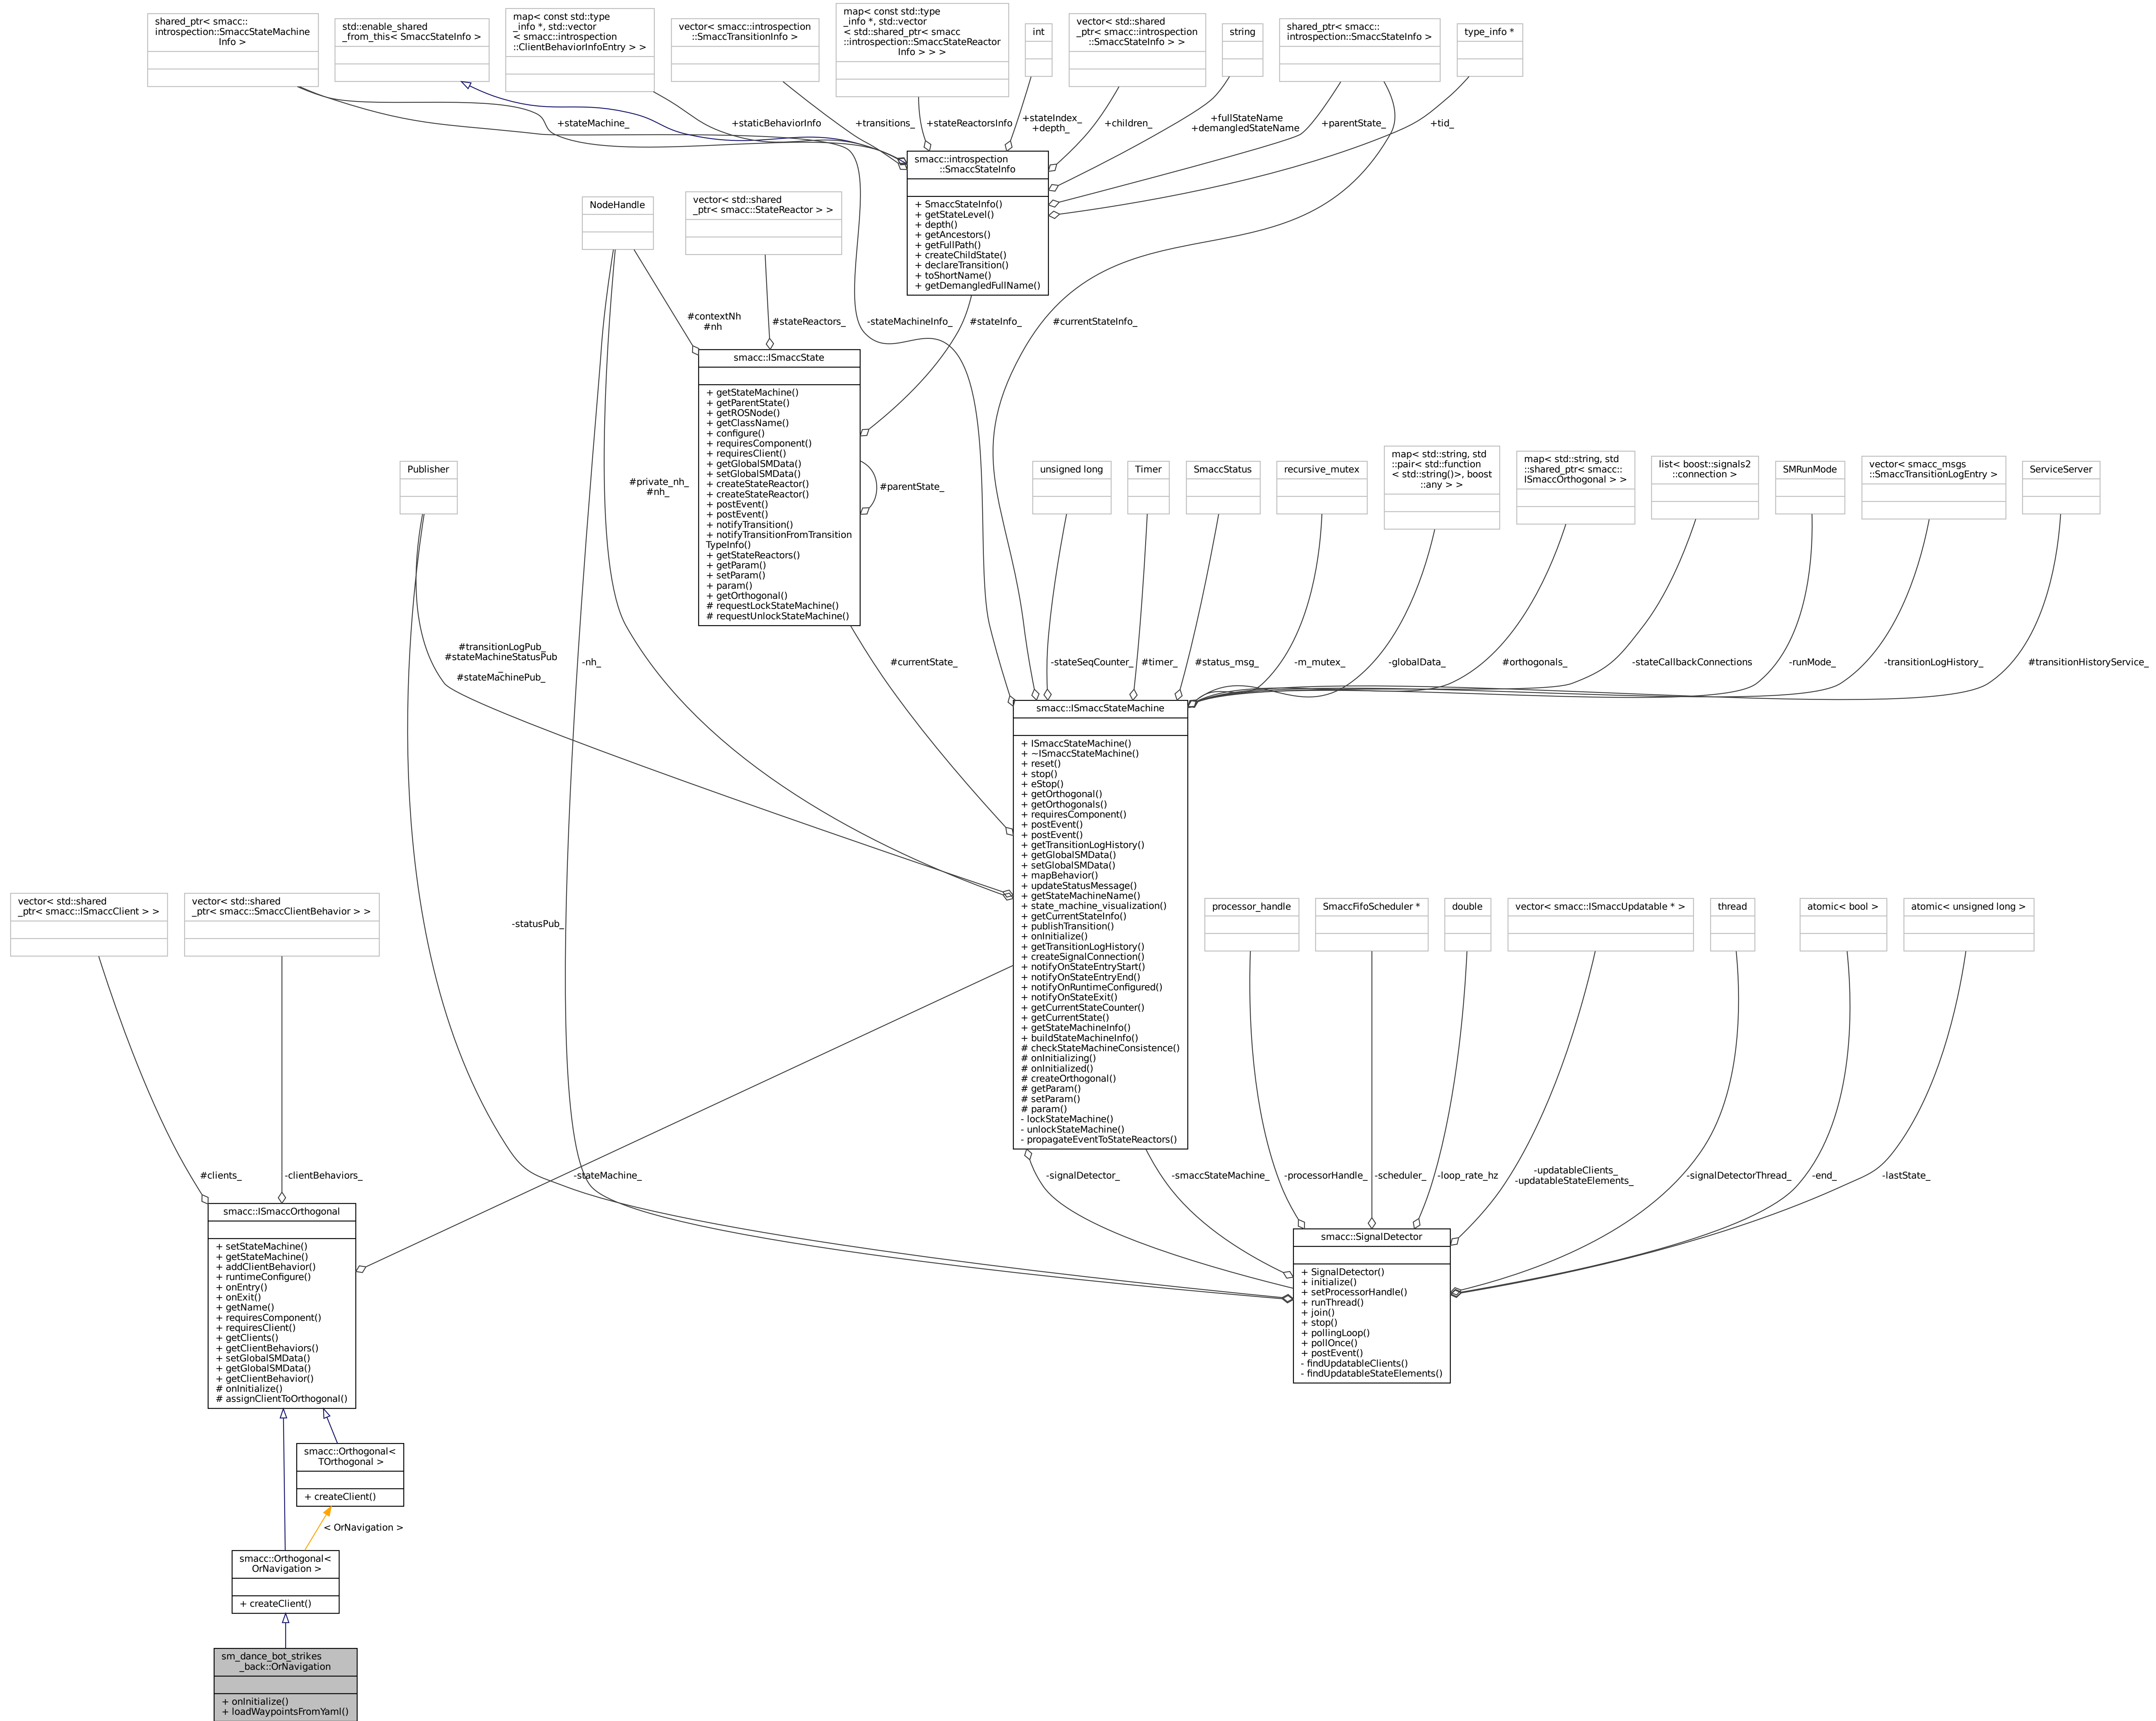 shared_ptr< smacc::
introspection::SmaccStateMachine
Info >
std::enable_shared
_from_this< SmaccStateInfo >
map< const std::type
_info *, std::vector
< smacc::introspection
::ClientBehaviorInfoEntry > >
vector< smacc::introspection
::SmaccTransitionInfo >
map< const std::type
_info *, std::vector
< std::shared_ptr< smacc
::introspection::SmaccStateReactor
Info > > >
int
vector< std::shared
_ptr< smacc::introspection
::SmaccStateInfo > >
string
shared_ptr< smacc::
introspection::SmaccStateInfo >
type_info *
+stateMachine_
+staticBehaviorInfo
+transitions_
+stateReactorsInfo
+stateIndex_
+depth_
+children_
+fullStateName
+demangledStateName
+parentState_
+tid_
smacc::introspection
::SmaccStateInfo
+ SmaccStateInfo()
+ getStateLevel()
+ depth()
+ getAncestors()
+ getFullPath()
+ createChildState()
+ declareTransition()
+ toShortName()
+ getDemangledFullName()
NodeHandle
vector< std::shared
_ptr< smacc::StateReactor > >
#contextNh
#nh
#stateReactors_
-stateMachineInfo_
#stateInfo_
#currentStateInfo_
smacc::ISmaccState
+ getStateMachine()
+ getParentState()
+ getROSNode()
+ getClassName()
+ configure()
+ requiresComponent()
+ requiresClient()
+ getGlobalSMData()
+ setGlobalSMData()
+ createStateReactor()
+ createStateReactor()
+ postEvent()
+ postEvent()
+ notifyTransition()
+ notifyTransitionFromTransition
TypeInfo()
+ getStateReactors()
+ getParam()
+ setParam()
+ param()
+ getOrthogonal()
# requestLockStateMachine()
# requestUnlockStateMachine()
#parentState_
#private_nh_
#nh_
Publisher
unsigned long
Timer
SmaccStatus
recursive_mutex
map< std::string, std
::pair< std::function
< std::string()>, boost
::any > >
map< std::string, std
::shared_ptr< smacc::
ISmaccOrthogonal > >
list< boost::signals2
::connection >
SMRunMode
vector< smacc_msgs
::SmaccTransitionLogEntry >
ServiceServer
#transitionLogPub_
#stateMachineStatusPub
_
#stateMachinePub_
-nh_
#currentState_
-stateSeqCounter_
#timer_
#status_msg_
-m_mutex_
-globalData_
#orthogonals_
-stateCallbackConnections
-runMode_
-transitionLogHistory_
#transitionHistoryService_
smacc::ISmaccStateMachine
+ ISmaccStateMachine()
+ ~ISmaccStateMachine()
+ reset()
+ stop()
+ eStop()
+ getOrthogonal()
+ getOrthogonals()
+ requiresComponent()
+ postEvent()
+ postEvent()
+ getTransitionLogHistory()
+ getGlobalSMData()
+ setGlobalSMData()
+ mapBehavior()
+ updateStatusMessage()
+ getStateMachineName()
+ state_machine_visualization()
+ getCurrentStateInfo()
+ publishTransition()
+ onInitialize()
+ getTransitionLogHistory()
+ createSignalConnection()
+ notifyOnStateEntryStart()
+ notifyOnStateEntryEnd()
+ notifyOnRuntimeConfigured()
+ notifyOnStateExit()
+ getCurrentStateCounter()
+ getCurrentState()
+ getStateMachineInfo()
+ buildStateMachineInfo()
# checkStateMachineConsistence()
# onInitializing()
# onInitialized()
# createOrthogonal()
# getParam()
# setParam()
# param()
- lockStateMachine()
- unlockStateMachine()
- propagateEventToStateReactors()
vector< std::shared
_ptr< smacc::ISmaccClient > >
vector< std::shared
_ptr< smacc::SmaccClientBehavior > >
-statusPub_
processor_handle
SmaccFifoScheduler *
double
vector< smacc::ISmaccUpdatable * >
thread
atomic< bool >
atomic< unsigned long >
#clients_
-clientBehaviors_
-stateMachine_
-signalDetector_
-smaccStateMachine_
-processorHandle_
-scheduler_
-loop_rate_hz
-updatableClients_
-updatableStateElements_
-signalDetectorThread_
-end_
-lastState_
smacc::ISmaccOrthogonal
+ setStateMachine()
+ getStateMachine()
+ addClientBehavior()
+ runtimeConfigure()
+ onEntry()
+ onExit()
+ getName()
+ requiresComponent()
+ requiresClient()
+ getClients()
+ getClientBehaviors()
+ setGlobalSMData()
+ getGlobalSMData()
+ getClientBehavior()
# onInitialize()
# assignClientToOrthogonal()
smacc::SignalDetector
+ SignalDetector()
+ initialize()
+ setProcessorHandle()
+ runThread()
+ join()
+ stop()
+ pollingLoop()
+ pollOnce()
+ postEvent()
- findUpdatableClients()
- findUpdatableStateElements()
smacc::Orthogonal<
TOrthogonal >
+ createClient()
< OrNavigation >
smacc::Orthogonal<
OrNavigation >
+ createClient()
sm_dance_bot_strikes
_back::OrNavigation
+ onInitialize()
+ loadWaypointsFromYaml()